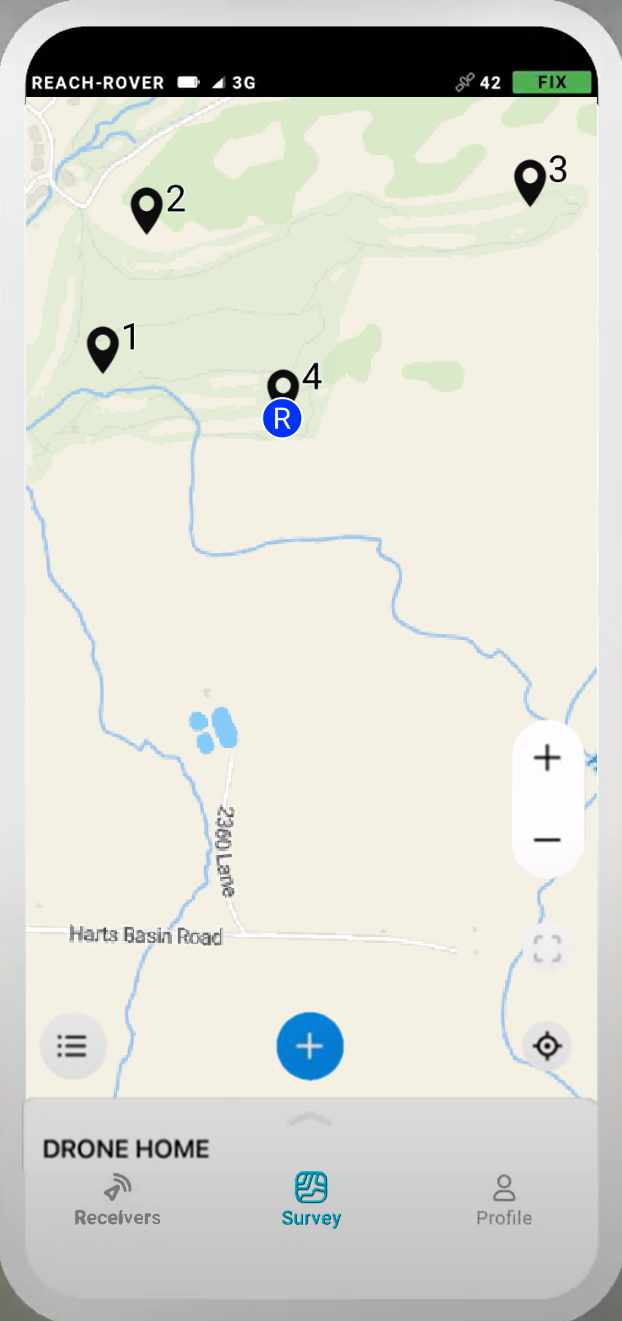 REACH-ROVER 3G 42 FIX
3
2
1
4
R
2360 Lane
Harts Basin Road
DRONE HOME
Receivers Survey Profile